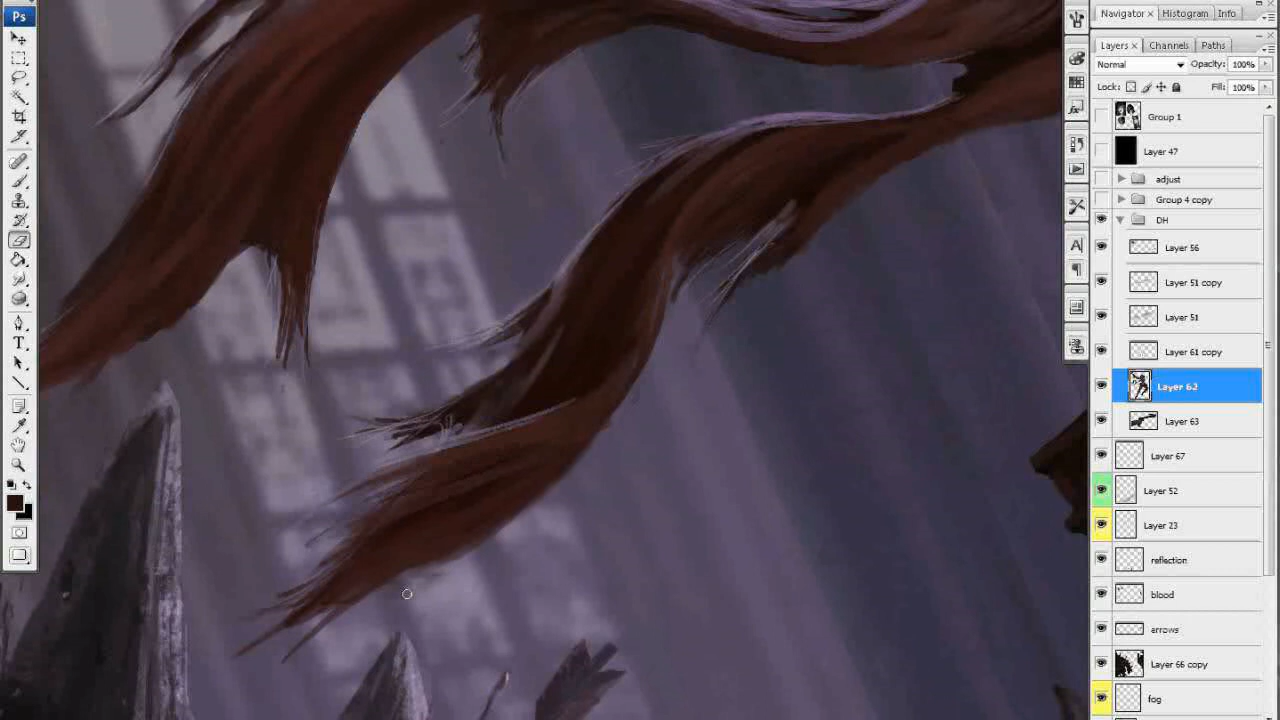 Ps
Navigator × Histogram Info
Layers × Channels Paths
Normal Opacity: 100%
Lock: Fill: 100%
Group 1
Layer 47
adjust
Group 4 copy
DH
Layer 56
Layer 51 copy
Layer 51
Layer 61 copy
Layer 62
Layer 63
Layer 67
Layer 52
Layer 23
reflection
blood
arrows
Layer 66 copy
fog